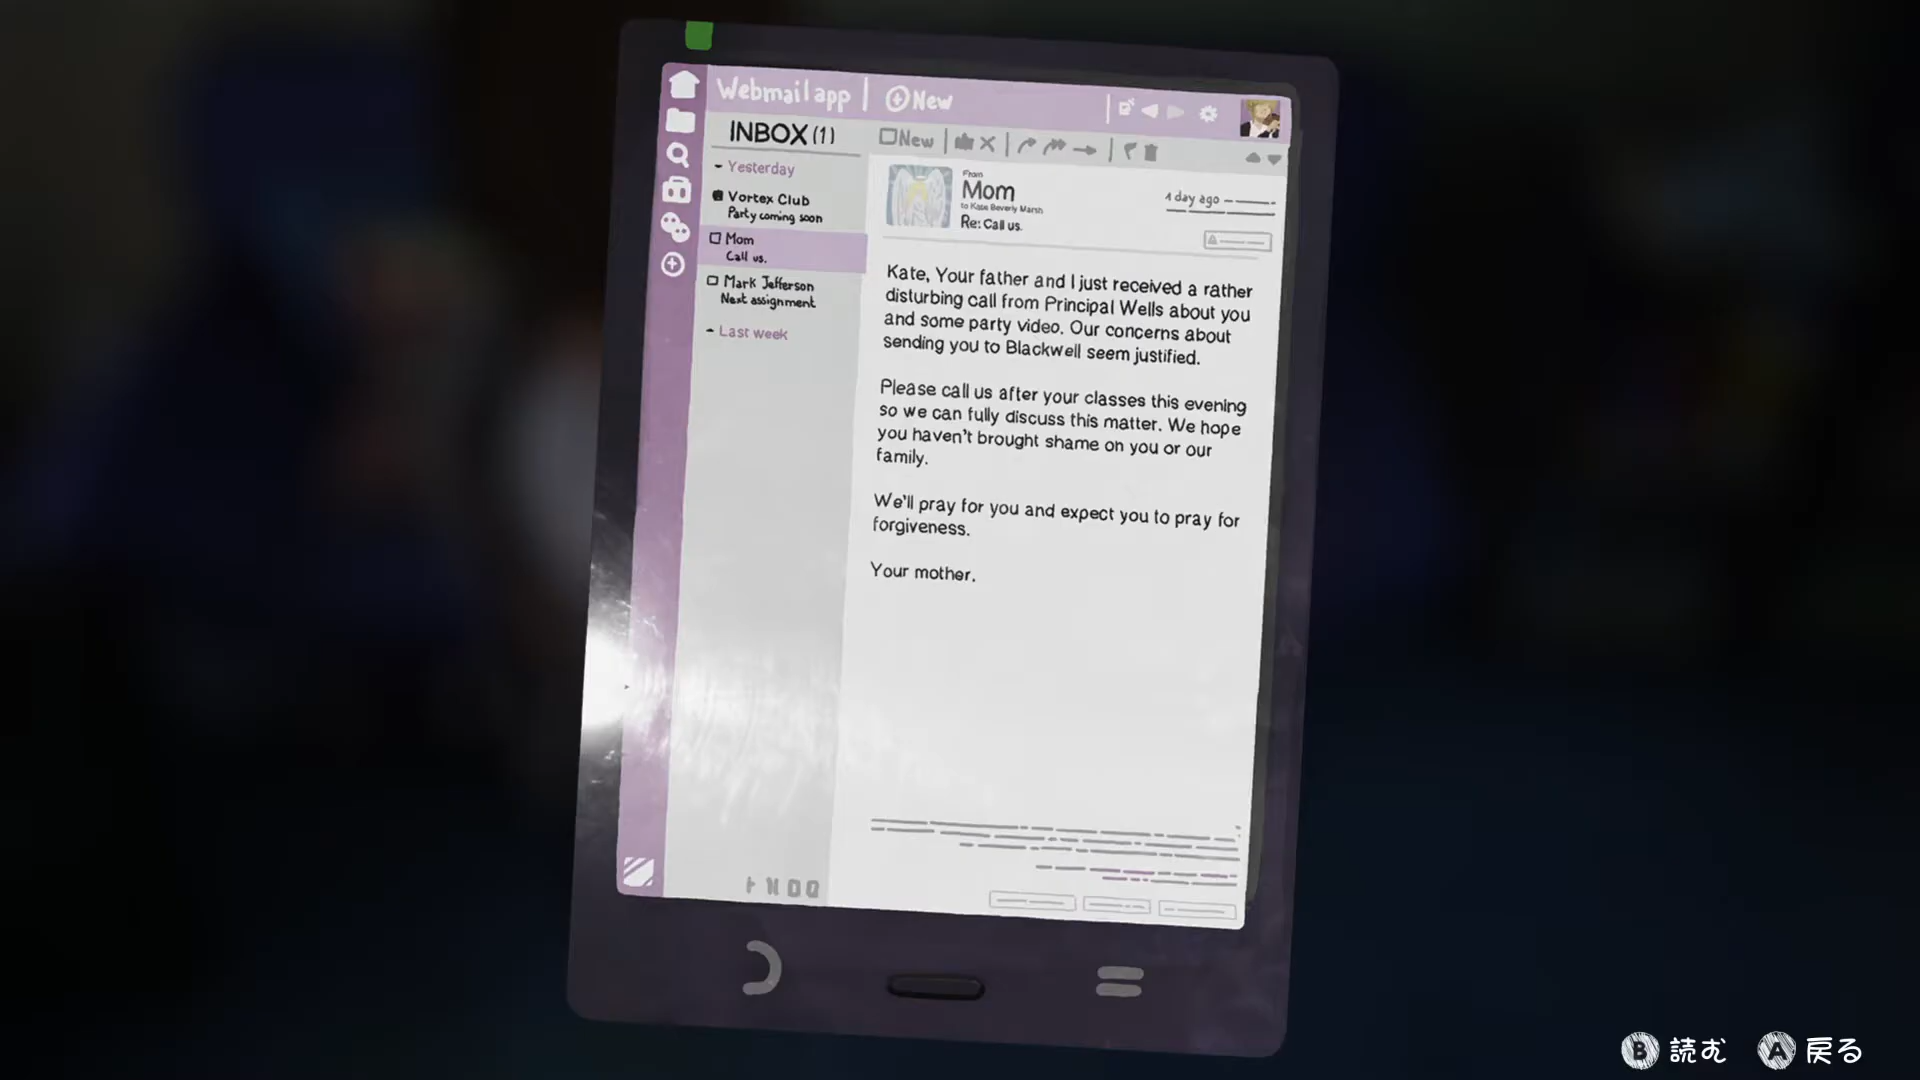 Webmail app
New
INBOX (1)
New
- Yesterday
Vortex Club
Party coming soon
Mom
Call us.
Mark Jefferson
Next assignment
- Last week
From
Mom
to Kate Beverly Marsh
Re: Call us.
1 day ago
Kate, Your father and I just received a rather
disturbing call from Principal Wells about you
and some party video. Our concerns about
sending you to Blackwell seem justified.
Please call us after your classes this evening
so we can fully discuss this matter. We hope
you haven't brought shame on you or our
family.
We'll pray for you and expect you to pray for
forgiveness.
Your mother.
B 読む
A 戻る